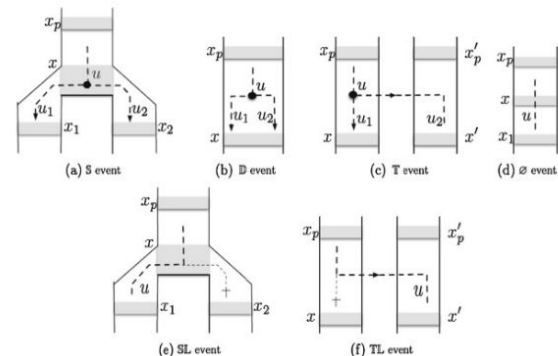 x_p
x
u
u_1
u_2
x_1
x_2
(a) 𝕊 event
x_p
u
u_1
u_2
x
(b) 𝔻 event
x_p
x'_p
u
u_1
u_2
x
x'
(c) 𝕋 event
x_p
u
x
x_1
(d) ∅ event
x_p
x
u
x_1
x_2
(e) 𝕊𝕃 event
x_p
x'_p
u
x
x'
(f) 𝕋𝕃 event